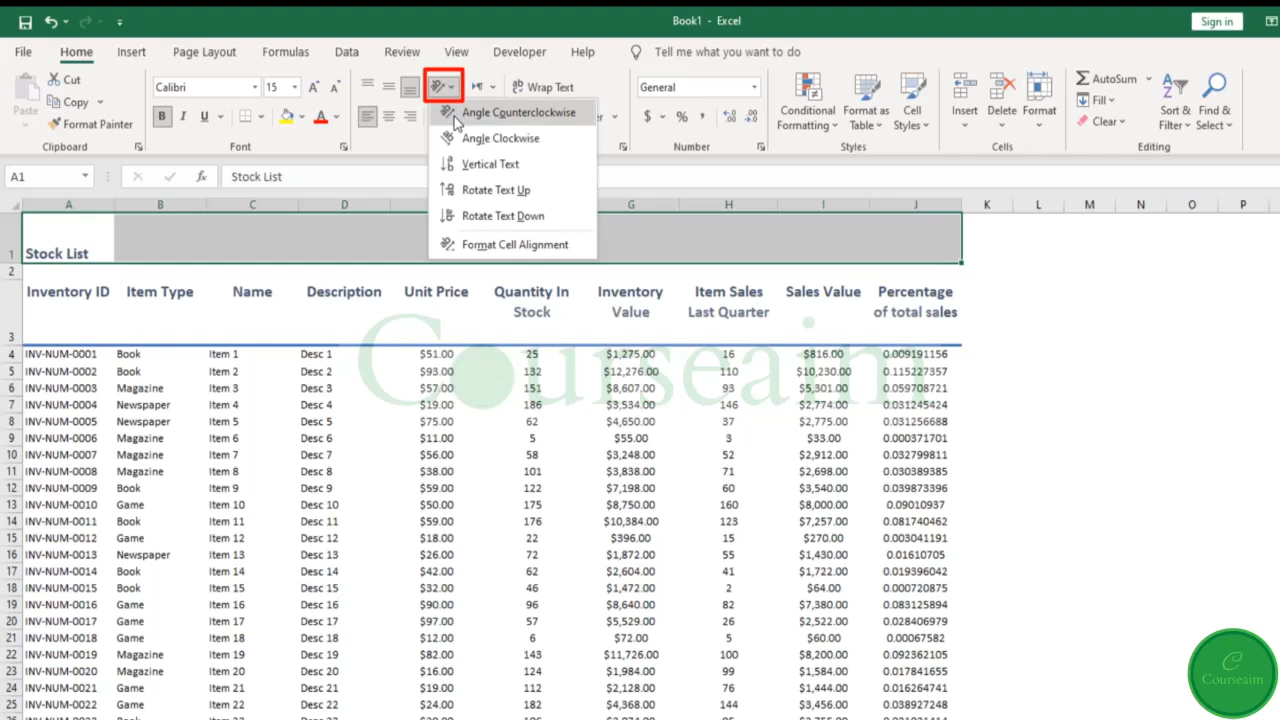 Book1 - Excel
Sign in
File Home Insert Page Layout Formulas Data Review View Developer Help Tell me what you want to do
Paste
Cut
Copy
Format Painter
Clipboard
Calibri 15
B I U
Font
Wrap Text
General
$ % ,
Number
Conditional Formatting
Format as Table
Cell Styles
Styles
Insert Delete Format
Cells
AutoSum
Fill
Clear
Sort & Filter
Find & Select
Editing
Angle Counterclockwise
Angle Clockwise
Vertical Text
Rotate Text Up
Rotate Text Down
Format Cell Alignment
A1 fx Stock List
A B C D G H I J K L M N O P
1 Stock List
2
3 Inventory ID Item Type Name Description Unit Price Quantity In Stock Inventory Value Item Sales Last Quarter Sales Value Percentage of total sales
4 INV-NUM-0001 Book Item 1 Desc 1 $51.00 25 $1,275.00 16 $816.00 0.009191156
5 INV-NUM-0002 Book Item 2 Desc 2 $93.00 132 $12,276.00 110 $10,230.00 0.115227357
6 INV-NUM-0003 Magazine Item 3 Desc 3 $57.00 151 $8,607.00 93 $5,301.00 0.059708721
7 INV-NUM-0004 Newspaper Item 4 Desc 4 $19.00 186 $3,534.00 146 $2,774.00 0.031245424
8 INV-NUM-0005 Newspaper Item 5 Desc 5 $75.00 62 $4,650.00 37 $2,775.00 0.031256688
9 INV-NUM-0006 Magazine Item 6 Desc 6 $11.00 5 $55.00 3 $33.00 0.000371701
10 INV-NUM-0007 Magazine Item 7 Desc 7 $56.00 58 $3,248.00 52 $2,912.00 0.032799811
11 INV-NUM-0008 Magazine Item 8 Desc 8 $38.00 101 $3,838.00 71 $2,698.00 0.030389385
12 INV-NUM-0009 Book Item 9 Desc 9 $59.00 122 $7,198.00 60 $3,540.00 0.039873396
13 INV-NUM-0010 Game Item 10 Desc 10 $50.00 175 $8,750.00 160 $8,000.00 0.09010937
14 INV-NUM-0011 Book Item 11 Desc 11 $59.00 176 $10,384.00 123 $7,257.00 0.081740462
15 INV-NUM-0012 Game Item 12 Desc 12 $18.00 22 $396.00 15 $270.00 0.003041191
16 INV-NUM-0013 Newspaper Item 13 Desc 13 $26.00 72 $1,872.00 55 $1,430.00 0.01610705
17 INV-NUM-0014 Book Item 14 Desc 14 $42.00 62 $2,604.00 41 $1,722.00 0.019396042
18 INV-NUM-0015 Book Item 15 Desc 15 $32.00 46 $1,472.00 2 $64.00 0.000720875
19 INV-NUM-0016 Game Item 16 Desc 16 $90.00 96 $8,640.00 82 $7,380.00 0.083125894
20 INV-NUM-0017 Game Item 17 Desc 17 $97.00 57 $5,529.00 26 $2,522.00 0.028406979
21 INV-NUM-0018 Game Item 18 Desc 18 $12.00 6 $72.00 5 $60.00 0.00067582
22 INV-NUM-0019 Magazine Item 19 Desc 19 $82.00 143 $11,726.00 100 $8,200.00 0.092362105
23 INV-NUM-0020 Magazine Item 20 Desc 20 $16.00 124 $1,984.00 99 $1,584.00 0.017841655
24 INV-NUM-0021 Game Item 21 Desc 21 $19.00 112 $2,128.00 76 $1,444.00 0.016264741
25 INV-NUM-0022 Game Item 22 Desc 22 $24.00 182 $4,368.00 144 $3,456.00 0.038927248
Courseaim
C
Courseaim